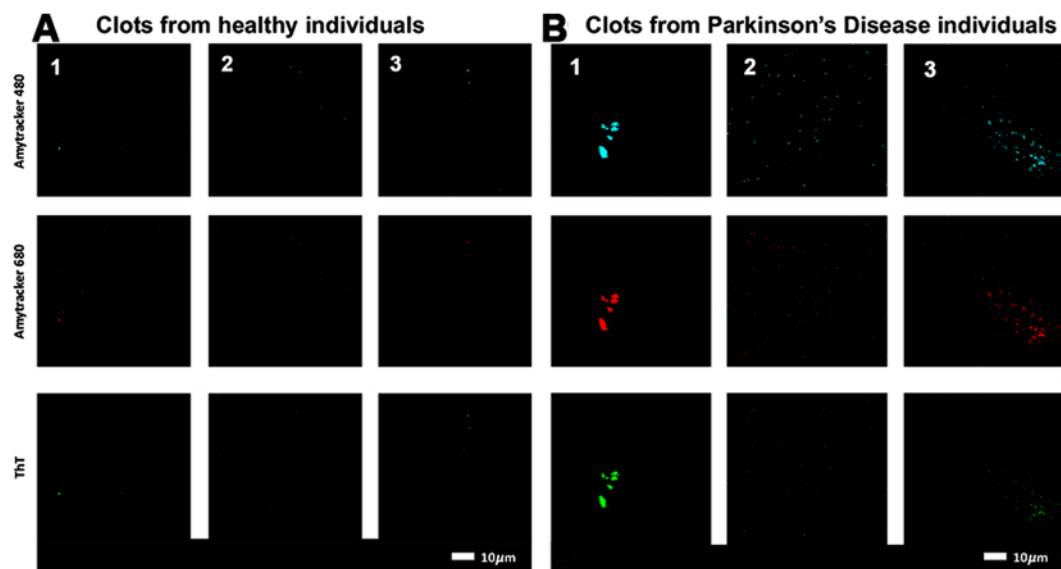 A Clots from healthy individuals
B Clots from Parkinson's Disease individuals
1 2 3
1 2 3
Amytracker 480
Amytracker 680
ThT
10µm
10µm